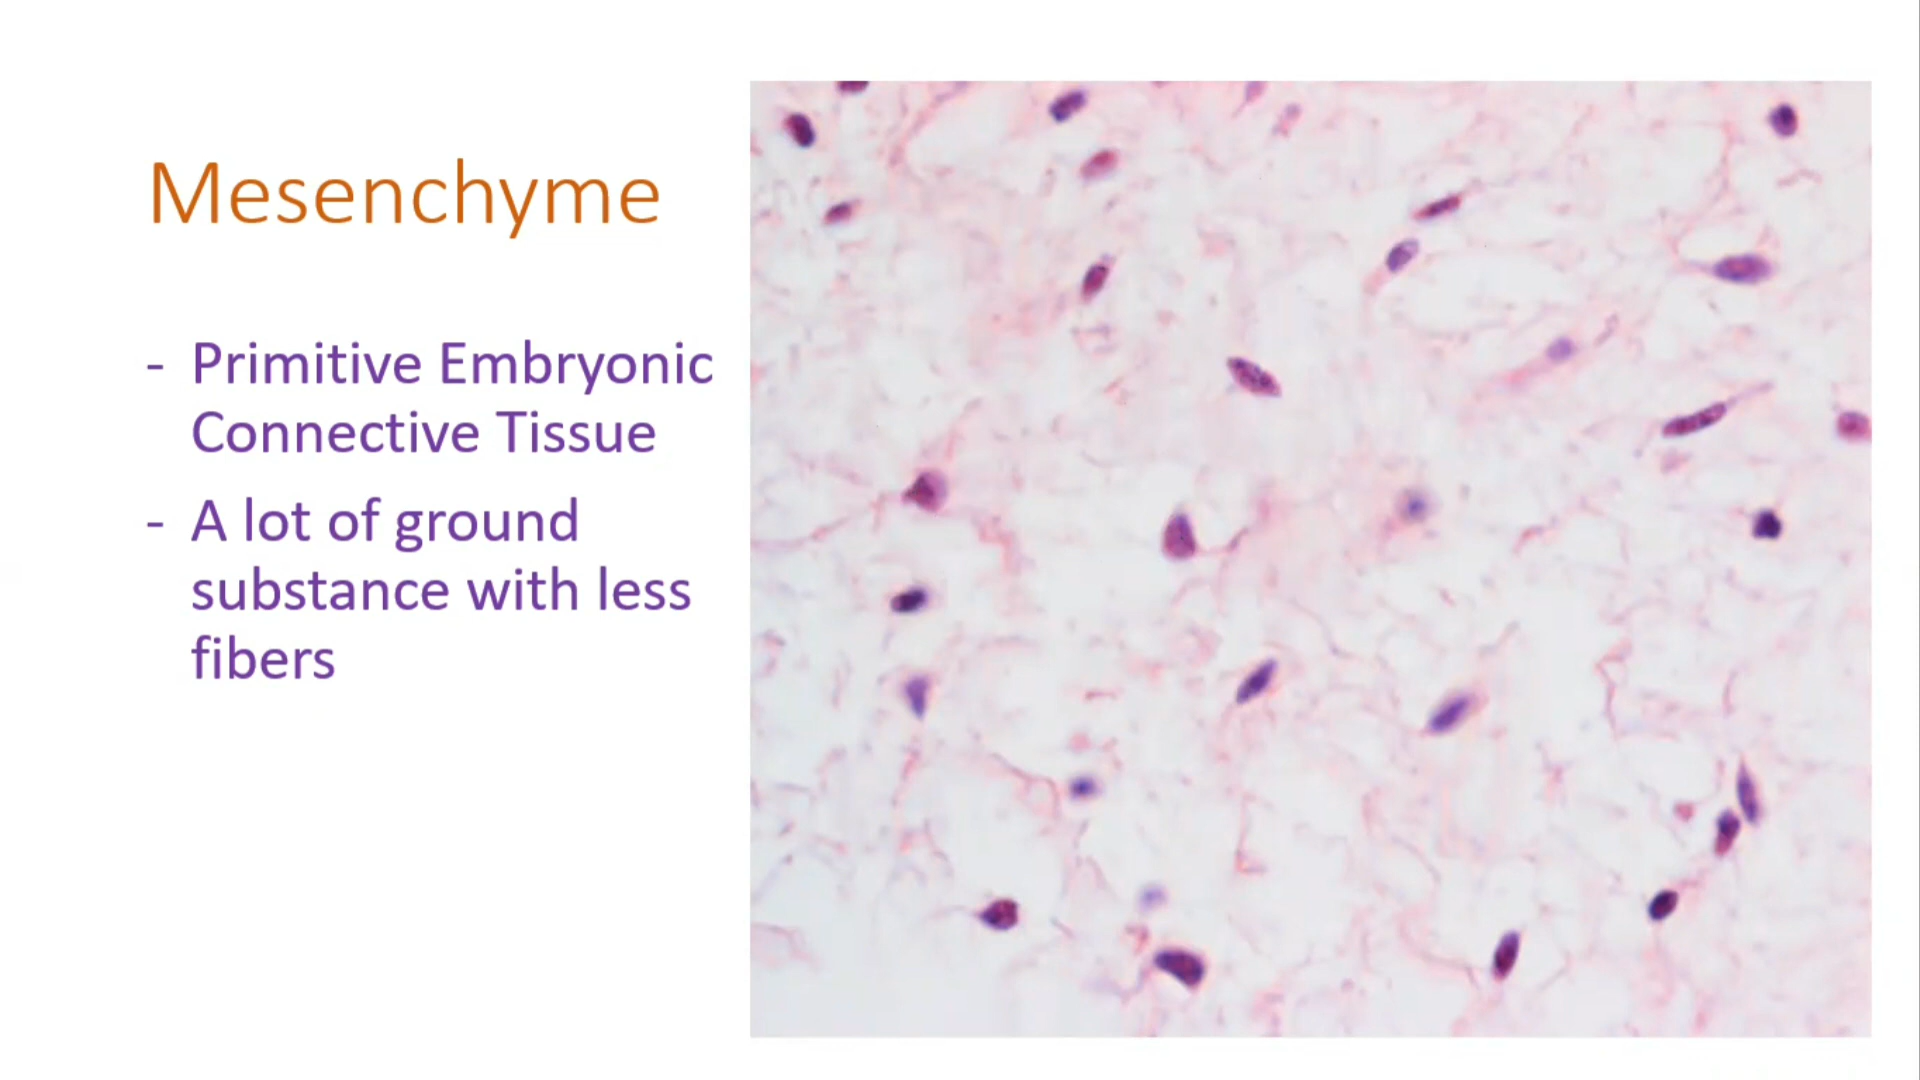 Mesenchyme
- Primitive Embryonic
Connective Tissue
- A lot of ground
substance with less
fibers